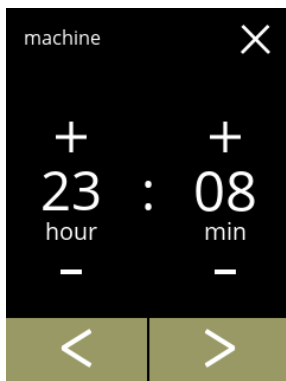 machine
+ +
23 : 08
hour min
- -
< >